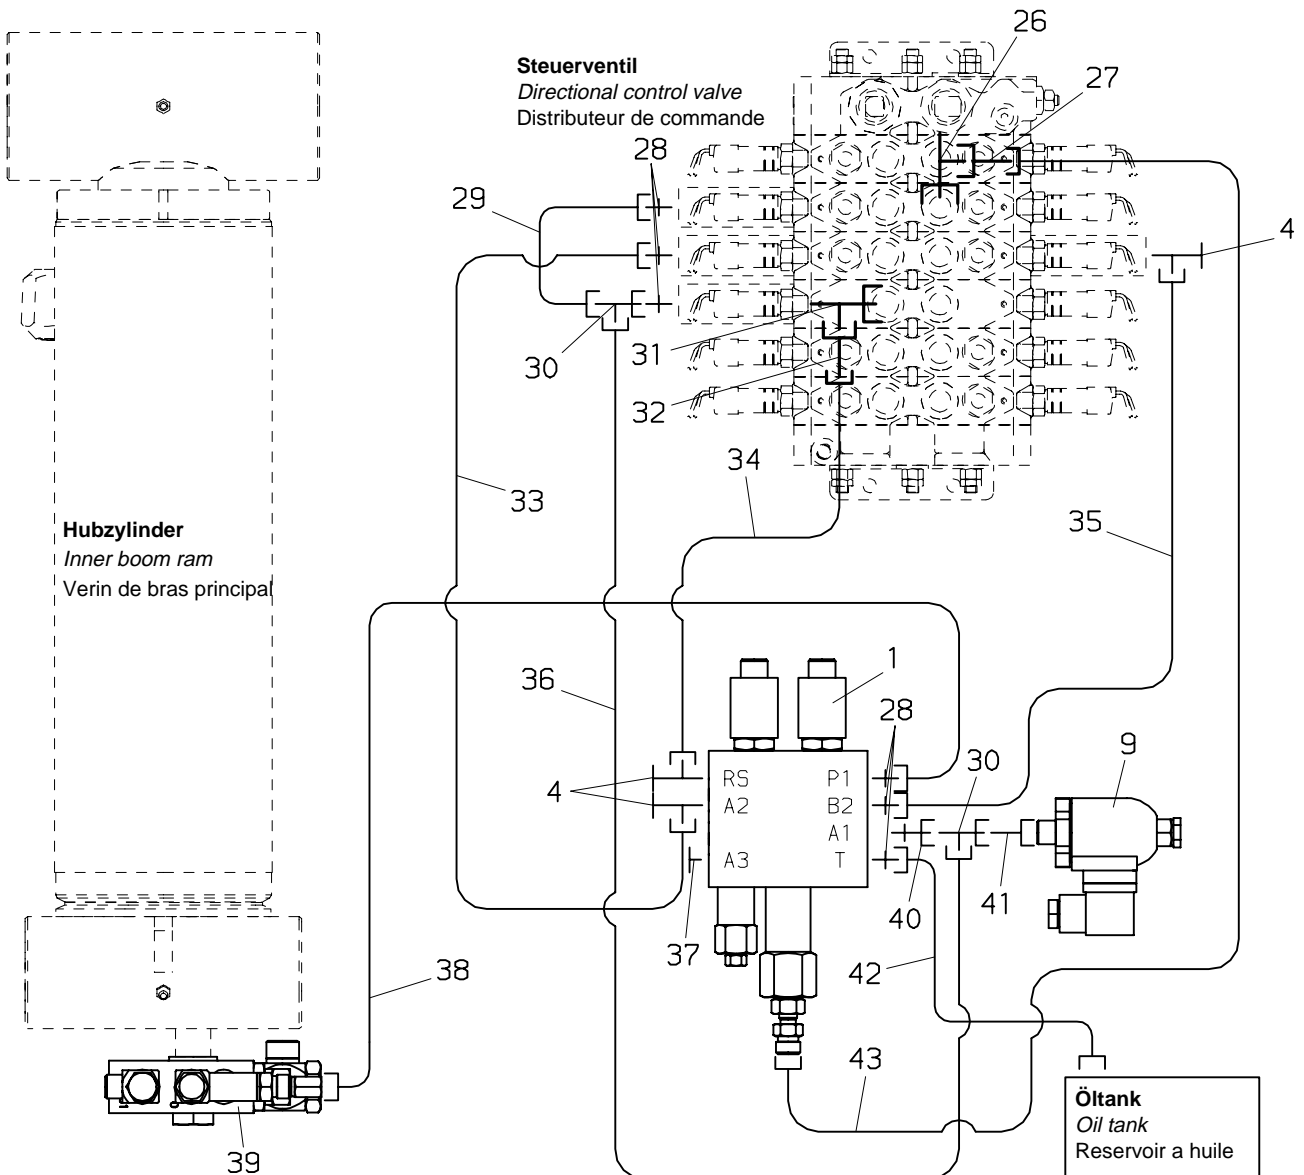 26
Steuerventil
Directional control valve
Distributeur de commande
27
28
29
4
30
31
32
33
34
35
Hubzylinder
Inner boom ram
Verin de bras principal
36
1
28
9
30
4
RS
P1
A2
B2
A1
A3
T
37
40
41
38
42
43
39
1
0
Öltank
Oil tank
Reservoir a huile